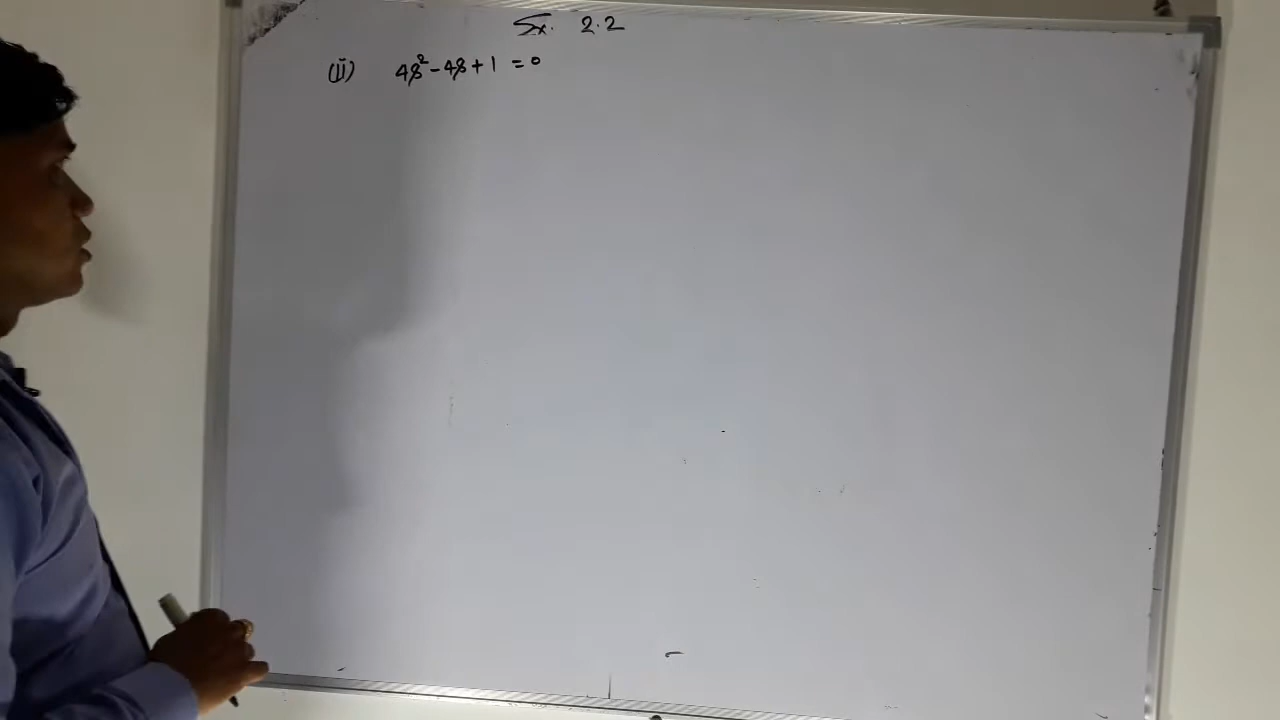 Ex. 2.2
(ii) 4s² - 4s + 1 = 0